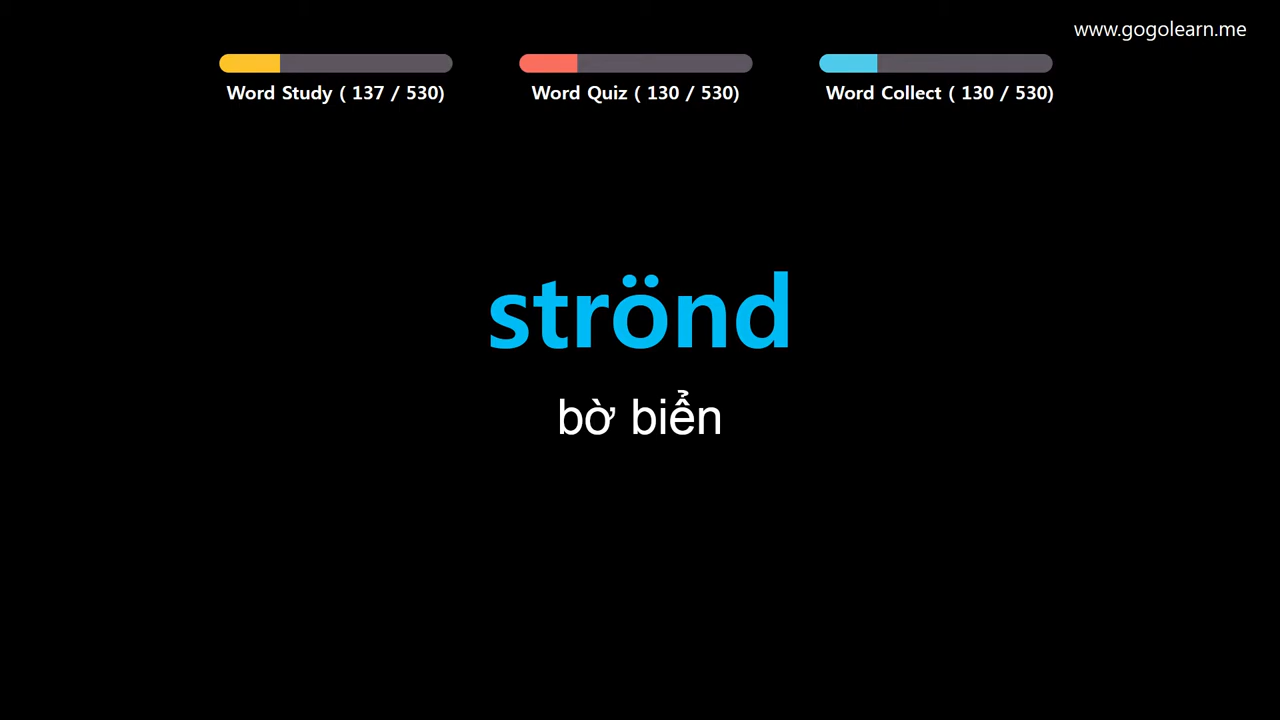 www.gogolearn.me
Word Study ( 137 / 530)
Word Quiz ( 130 / 530)
Word Collect ( 130 / 530)
strönd
bờ biển